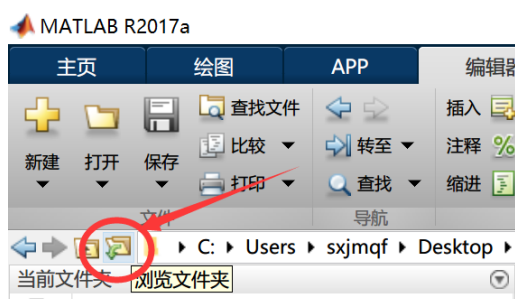 MATLAB R2017a
主页 绘图 APP 编辑器
新建 打开 保存 查找文件 比较 打印 转至 查找 插入 注释 缩进
文件 导航
C: Users sxjmqf Desktop
当前文件夹 浏览文件夹